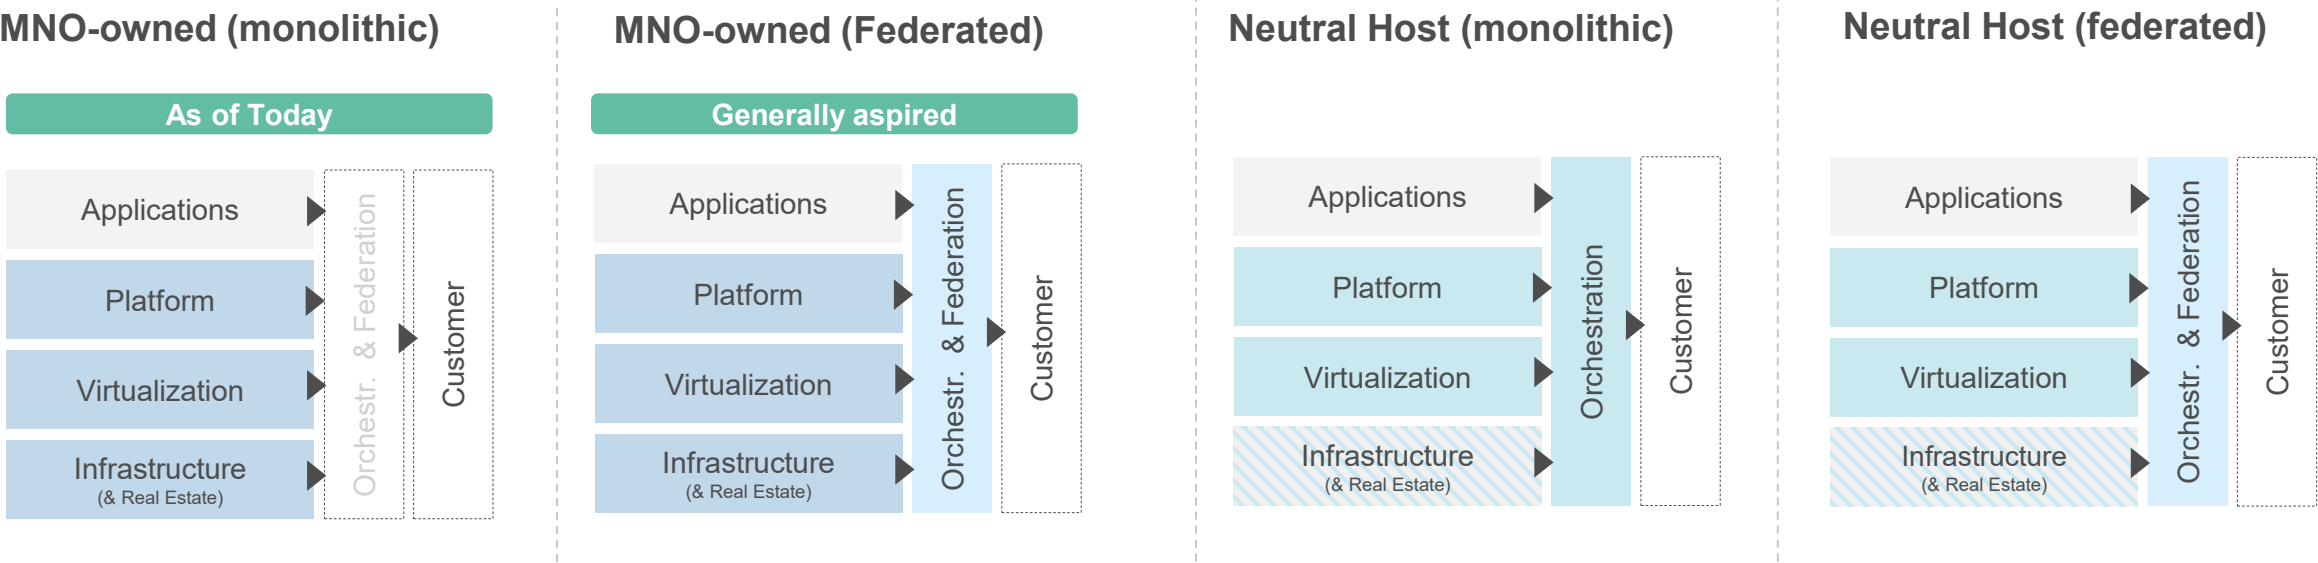 MNO-owned (monolithic)
As of Today
Applications
Platform
Virtualization
Infrastructure
(& Real Estate)
Orchestr. & Federation
Customer
MNO-owned (Federated)
Generally aspired
Applications
Platform
Virtualization
Infrastructure
(& Real Estate)
Orchestr. & Federation
Customer
Neutral Host (monolithic)
Applications
Platform
Virtualization
Infrastructure
(& Real Estate)
Orchestration
Customer
Neutral Host (federated)
Applications
Platform
Virtualization
Infrastructure
(& Real Estate)
Orchestr. & Federation
Customer